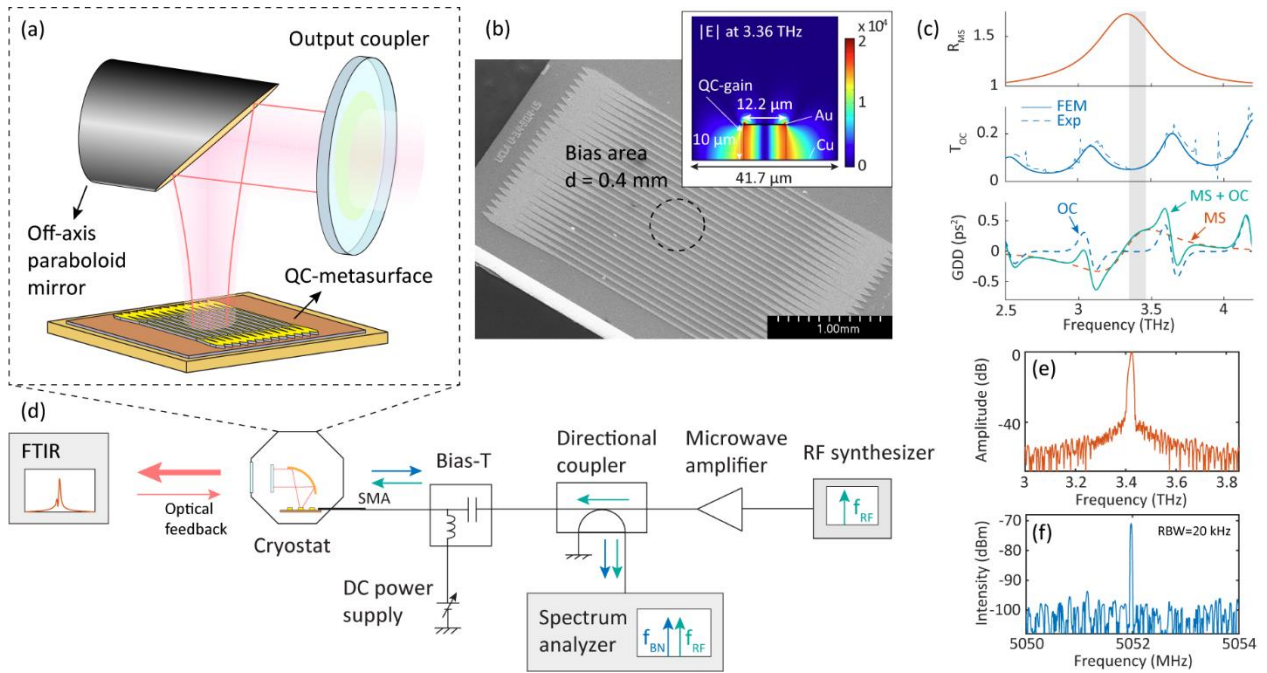 (a)
Output coupler
Off-axis
paraboloid
mirror
QC-metasurface
(b)
Bias area
d = 0.4 mm
1.00mm
|E| at 3.36 THz
x 10⁴
2
1
0
QC-gain
12.2 µm
Au
10 µm
Cu
41.7 µm
(c)
R_MS
1.5
1
T_OC
0.2
0
FEM
Exp
GDD (ps²)
0.5
0
-0.5
OC
MS + OC
MS
2.5 3 3.5 4
Frequency (THz)
(d)
FTIR
Optical
feedback
Cryostat
SMA
Bias-T
DC power
supply
Directional
coupler
Microwave
amplifier
RF synthesizer
f_RF
Spectrum
analyzer
f_BN f_RF
(e)
Amplitude (dB)
0
-40
3 3.2 3.4 3.6 3.8
Frequency (THz)
(f)
RBW=20 kHz
Intensity (dBm)
-70
-80
-90
-100
5050 5052 5054
Frequency (MHz)